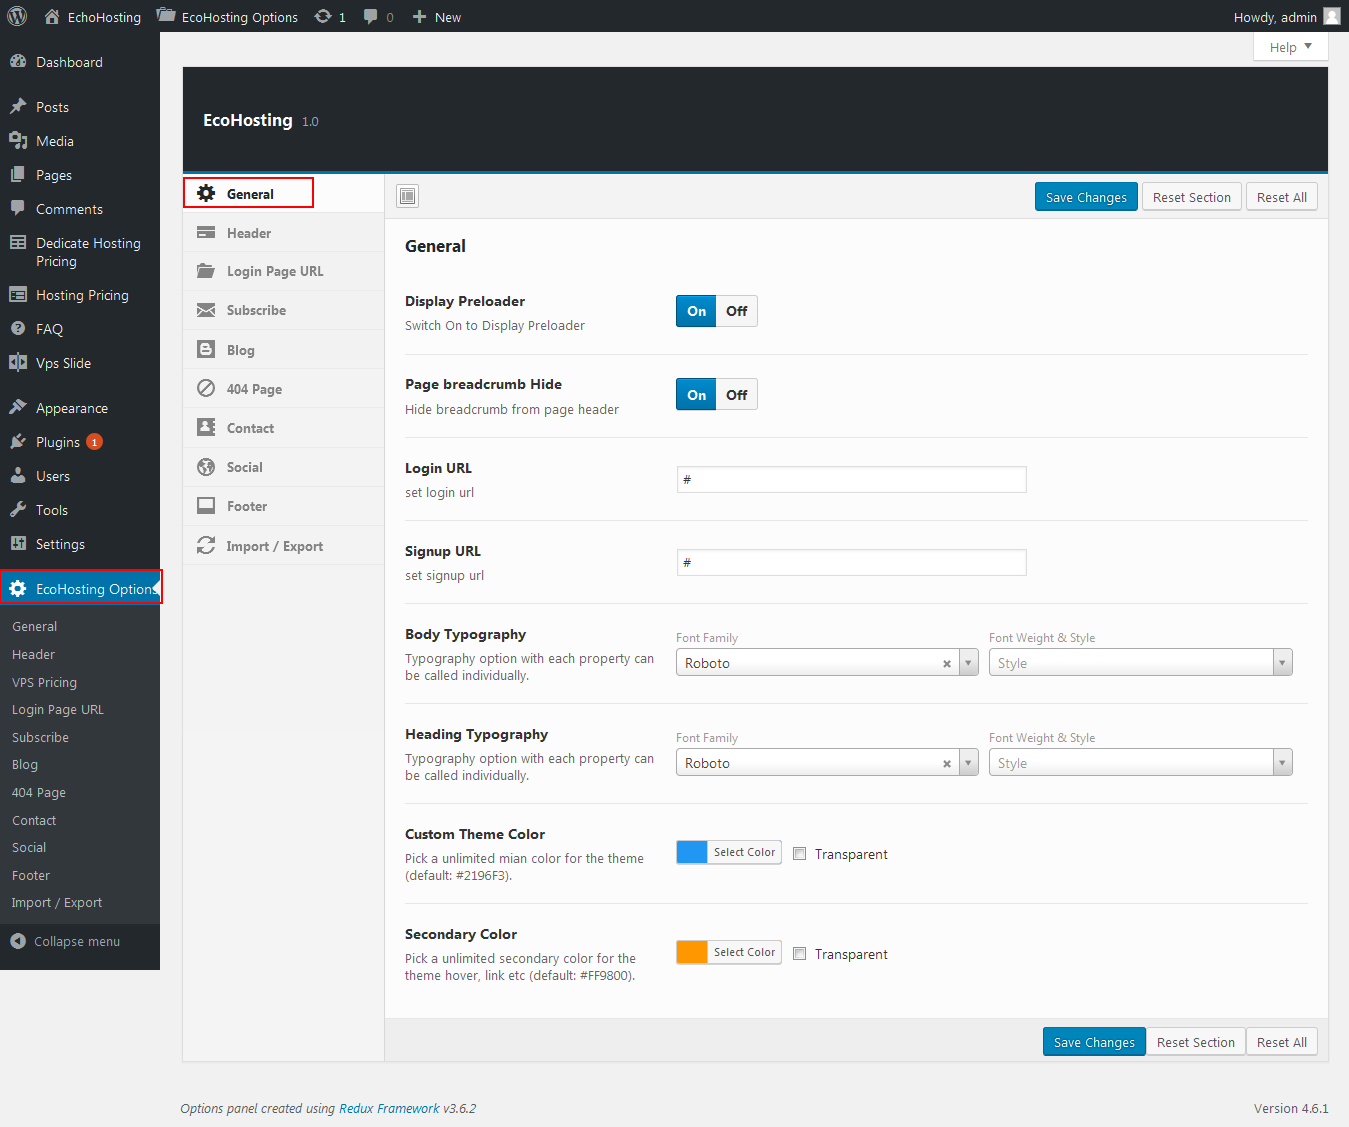 EchoHosting
EcoHosting Options
1
0
New
Howdy, admin
Help
Dashboard
Posts
Media
Pages
Comments
Dedicate Hosting
Pricing
Hosting Pricing
FAQ
Vps Slide
Appearance
Plugins 1
Users
Tools
Settings
EcoHosting Options
General
Header
VPS Pricing
Login Page URL
Subscribe
Blog
404 Page
Contact
Social
Footer
Import / Export
Collapse menu
EcoHosting 1.0
General
Header
Login Page URL
Subscribe
Blog
404 Page
Contact
Social
Footer
Import / Export
Save Changes
Reset Section
Reset All
General
Display Preloader
Switch On to Display Preloader
On Off
Page breadcrumb Hide
Hide breadcrumb from page header
On Off
Login URL
set login url
#
Signup URL
set signup url
#
Body Typography
Typography option with each property can
be called individually.
Font Family
Roboto
Font Weight & Style
Style
Heading Typography
Typography option with each property can
be called individually.
Font Family
Roboto
Font Weight & Style
Style
Custom Theme Color
Pick a unlimited mian color for the theme
(default: #2196F3).
Select Color
Transparent
Secondary Color
Pick a unlimited secondary color for the
theme hover, link etc (default: #FF9800).
Select Color
Transparent
Save Changes
Reset Section
Reset All
Options panel created using Redux Framework v3.6.2
Version 4.6.1